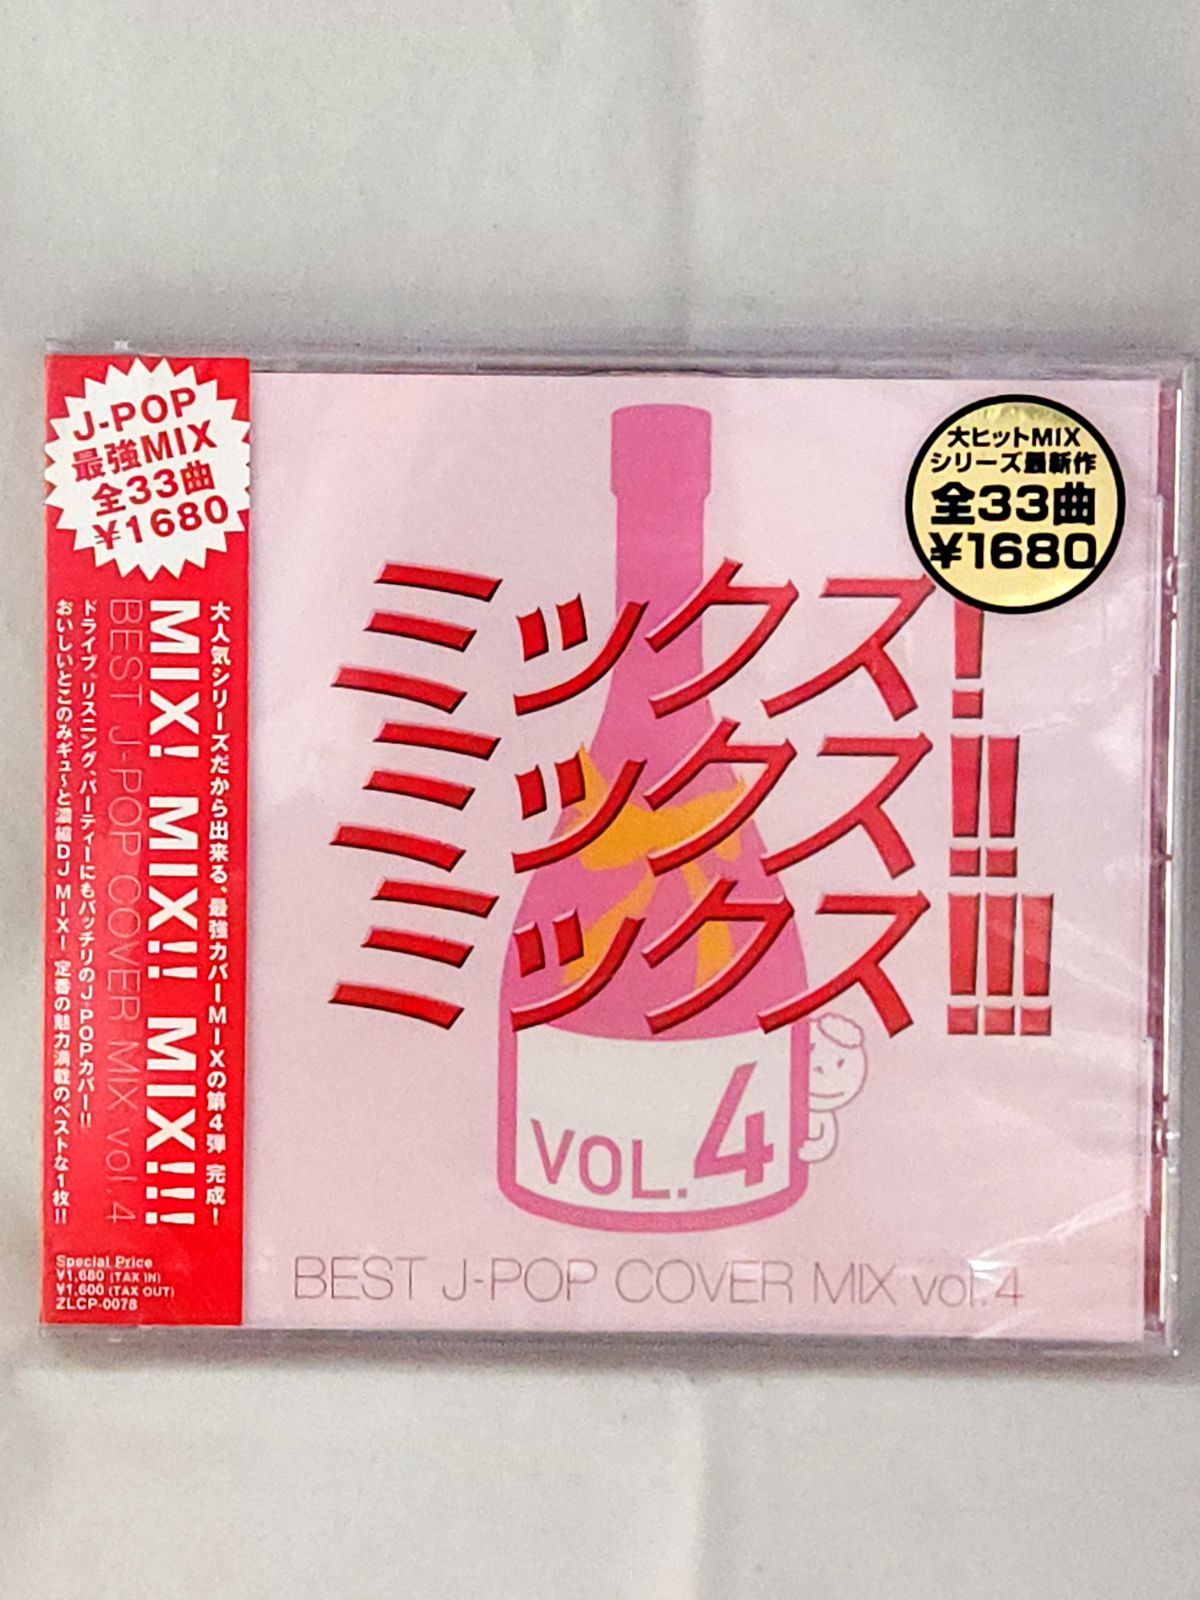 J-POP
最強MIX
全33曲
¥1680
大人気シリーズだから出来る、最強カバーMIXの第4弾 完成!
MIX! MIX!! MIX!!!
BEST J-POP COVER MIX vol.4
ドライブ、リスニング、パーティーにもバッチリのJ-POPカバー!!
おいしいとこのみギュ〜と濃縮DJ MIX! 定番の魅力満載のベストな1枚!!
Special Price
¥1,680 (TAX IN)
¥1,600 (TAX OUT)
ZLCP-0078
大ヒットMIX
シリーズ最新作
全33曲
¥1680
ミックス!
ミックス!!
ミックス!!!
VOL.4
BEST J-POP COVER MIX vol.4